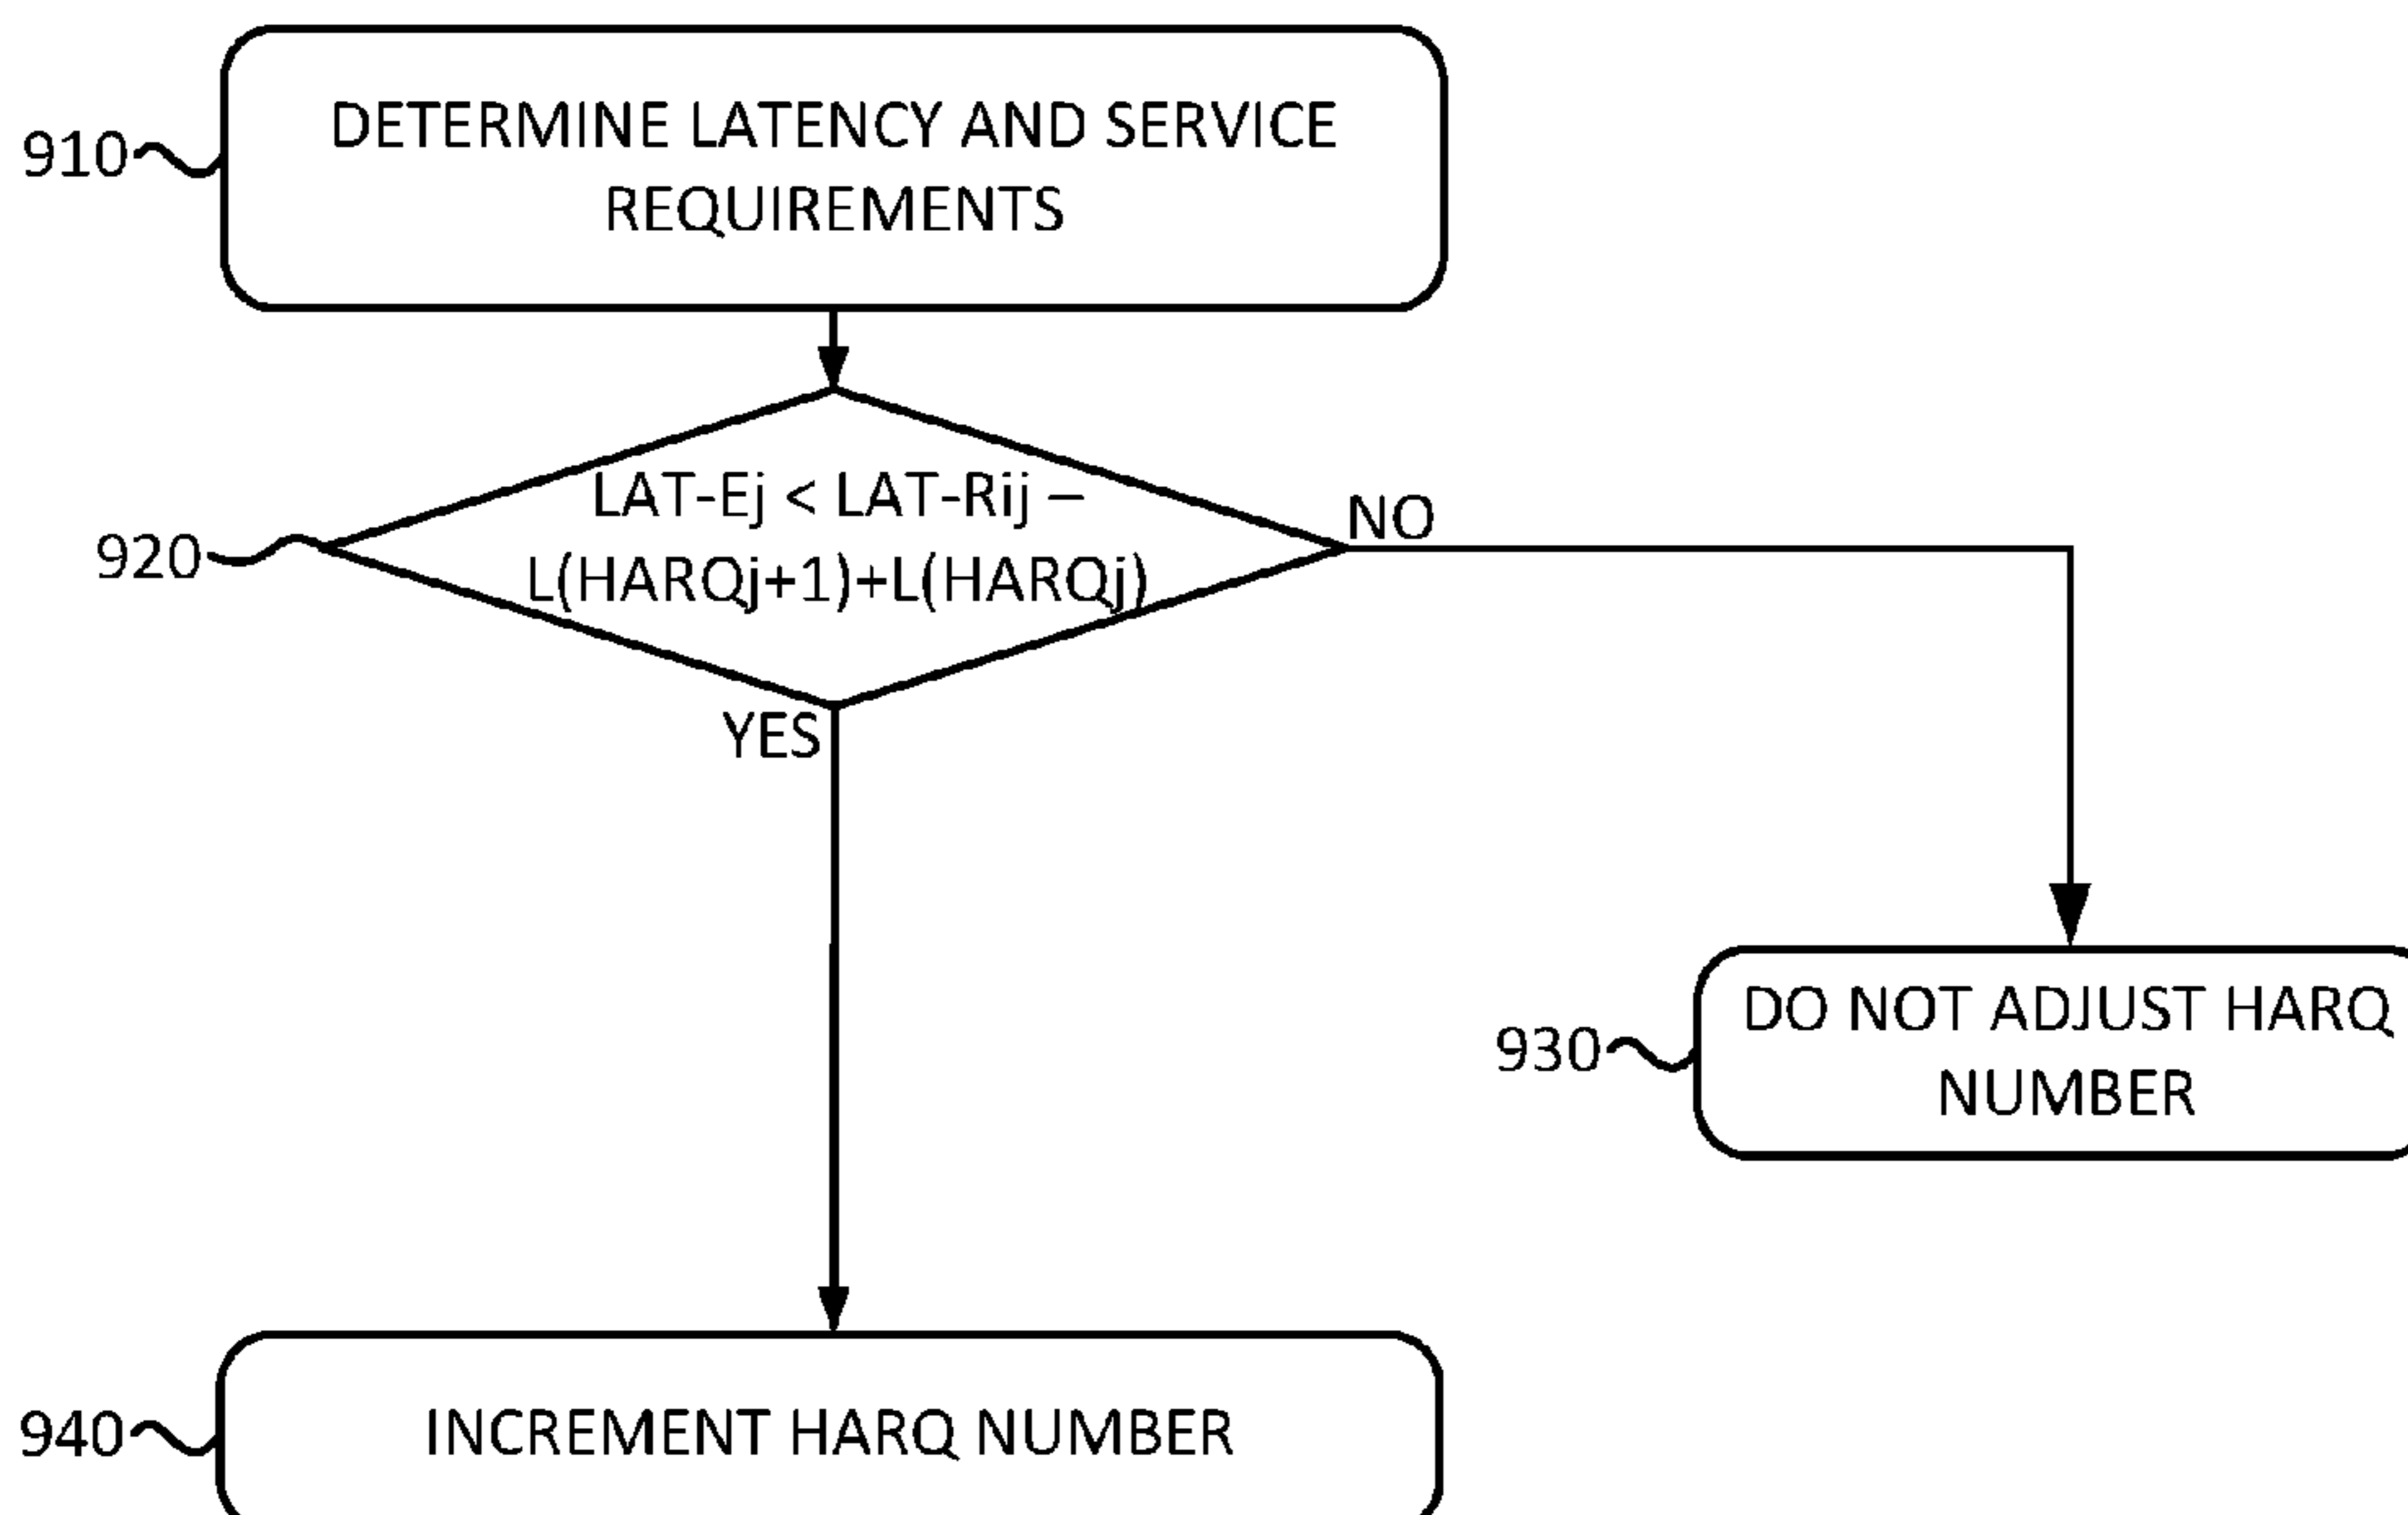 910
DETERMINE LATENCY AND SERVICE
REQUIREMENTS
920
LAT-Ej < LAT-Rij –
L(HARQj+1)+L(HARQj)
NO
YES
930
DO NOT ADJUST HARQ
NUMBER
940
INCREMENT HARQ NUMBER